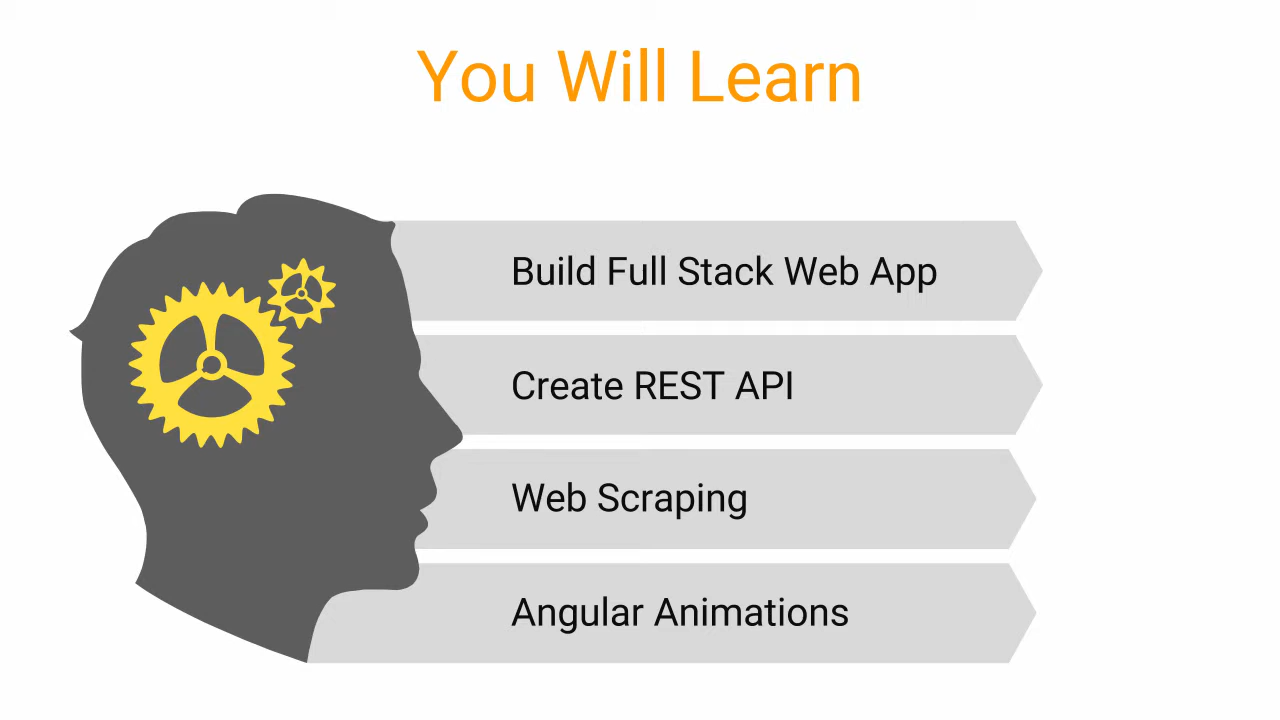 You Will Learn
Build Full Stack Web App
Create REST API
Web Scraping
Angular Animations